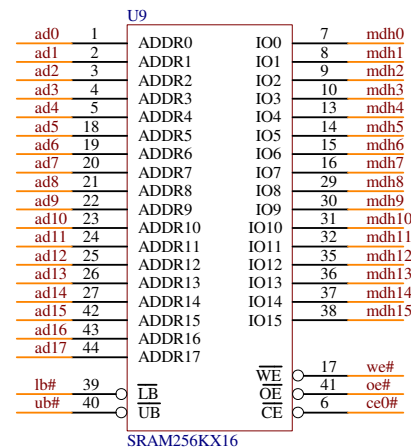 U9
ad0 1 ADDR0 IO0 7 mdh0
ad1 2 ADDR1 IO1 8 mdh1
ad2 3 ADDR2 IO2 9 mdh2
ad3 4 ADDR3 IO3 10 mdh3
ad4 5 ADDR4 IO4 13 mdh4
ad5 18 ADDR5 IO5 14 mdh5
ad6 19 ADDR6 IO6 15 mdh6
ad7 20 ADDR7 IO7 16 mdh7
ad8 21 ADDR8 IO8 29 mdh8
ad9 22 ADDR9 IO9 30 mdh9
ad10 23 ADDR10 IO10 31 mdh10
ad11 24 ADDR11 IO11 32 mdh11
ad12 25 ADDR12 IO12 35 mdh12
ad13 26 ADDR13 IO13 36 mdh13
ad14 27 ADDR14 IO14 37 mdh14
ad15 42 ADDR15 IO15 38 mdh15
ad16 43 ADDR16
ad17 44 ADDR17
WE 17 we#
lb# 39 LB OE 41 oe#
ub# 40 UB CE 6 ce0#
SRAM256KX16